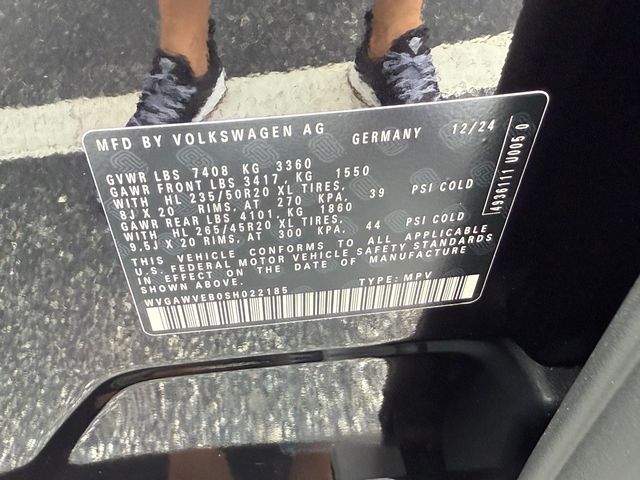 MFD BY VOLKSWAGEN AG GERMANY 12/24
GVWR LBS 7408 KG 3360
GAWR FRONT LBS 3417, KG 1550
WITH HL 235/50R20 XL TIRES,
8J X 20 RIMS, AT 270 KPA, 39 PSI COLD
GAWR REAR LBS 4101, KG 1860
WITH HL 265/45R20 XL TIRES,
9.5J X 20 RIMS, AT 300 KPA, 44 PSI COLD
THIS VEHICLE CONFORMS TO ALL APPLICABLE
U.S. FEDERAL MOTOR VEHICLE SAFETY STANDARDS
IN EFFECT ON THE DATE OF MANUFACTURE
SHOWN ABOVE.
WVGAWVEB0SH022185 TYPE: MPV
4936111 U005 0